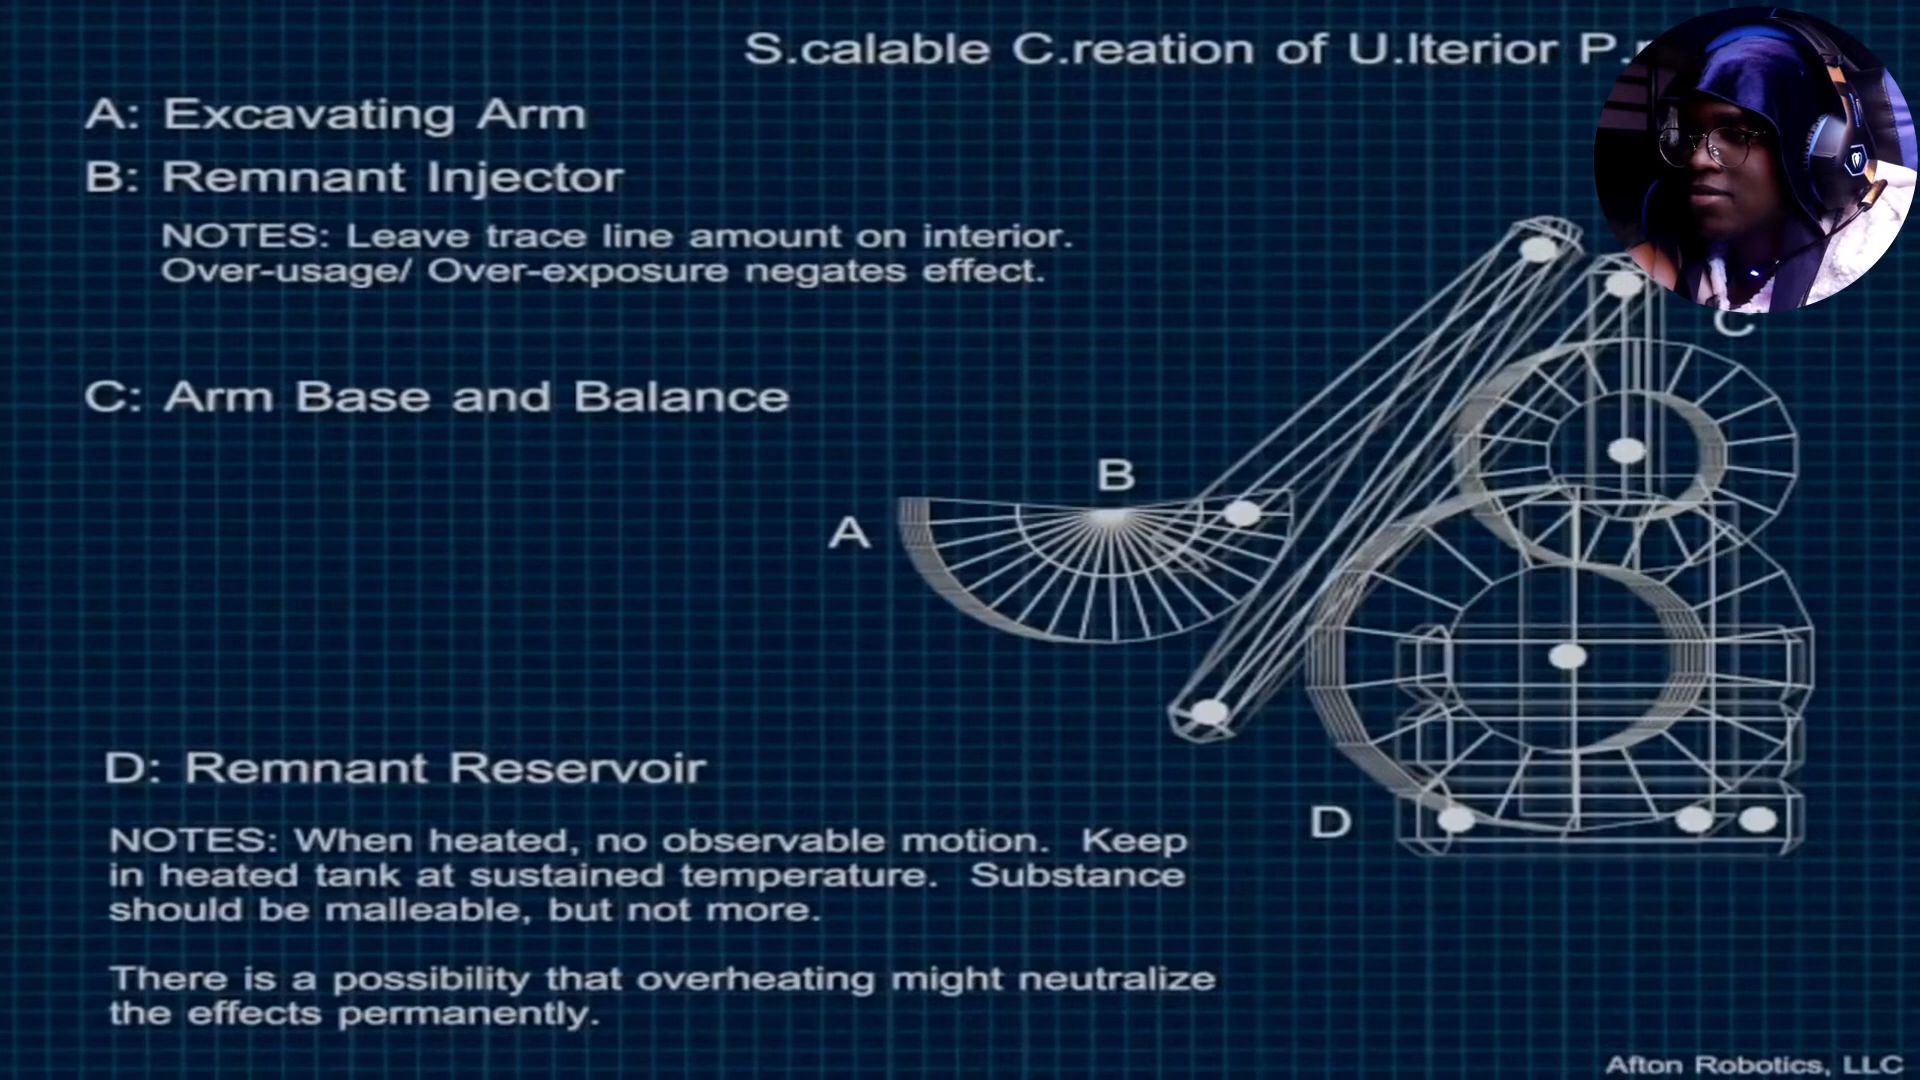 S.calable C.reation of U.lterior P.
A: Excavating Arm
B: Remnant Injector
NOTES: Leave trace line amount on interior.
Over-usage/ Over-exposure negates effect.
C: Arm Base and Balance
C
B
A
D: Remnant Reservoir
D
NOTES: When heated, no observable motion. Keep
in heated tank at sustained temperature. Substance
should be malleable, but not more.
There is a possibility that overheating might neutralize
the effects permanently.
Afton Robotics, LLC